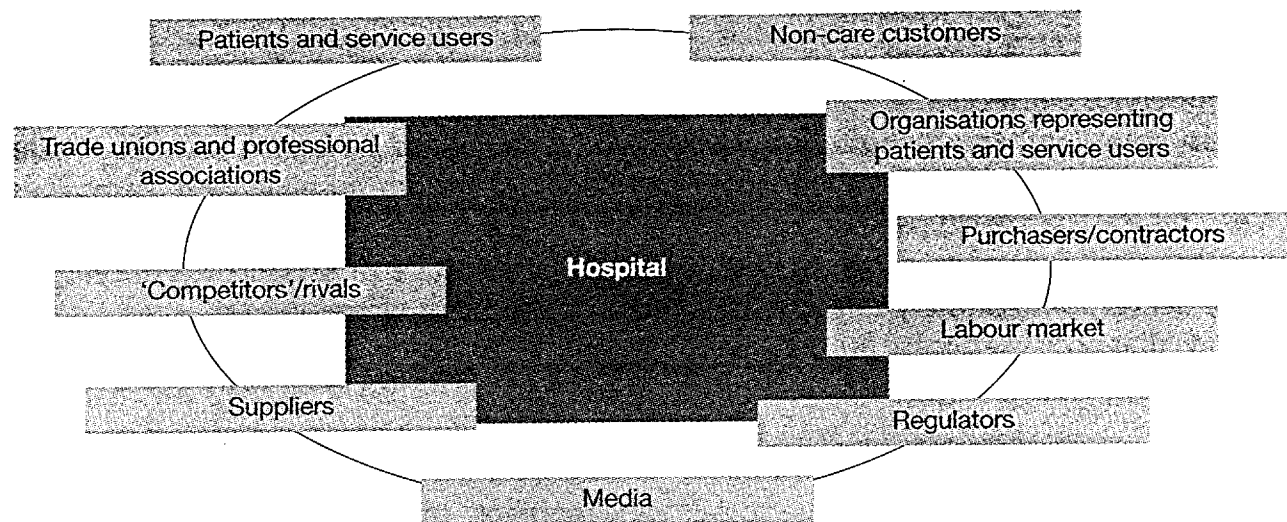 Patients and service users
Non-care customers
Trade unions and professional
associations
Organisations representing
patients and service users
Purchasers/contractors
Hospital
'Competitors'/rivals
Labour market
Suppliers
Regulators
Media